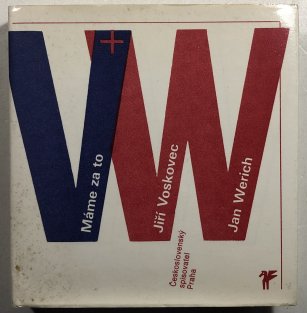 V+W
Máme za to
Jiří Voskovec
Jan Werich
Československý
spisovatel
Praha